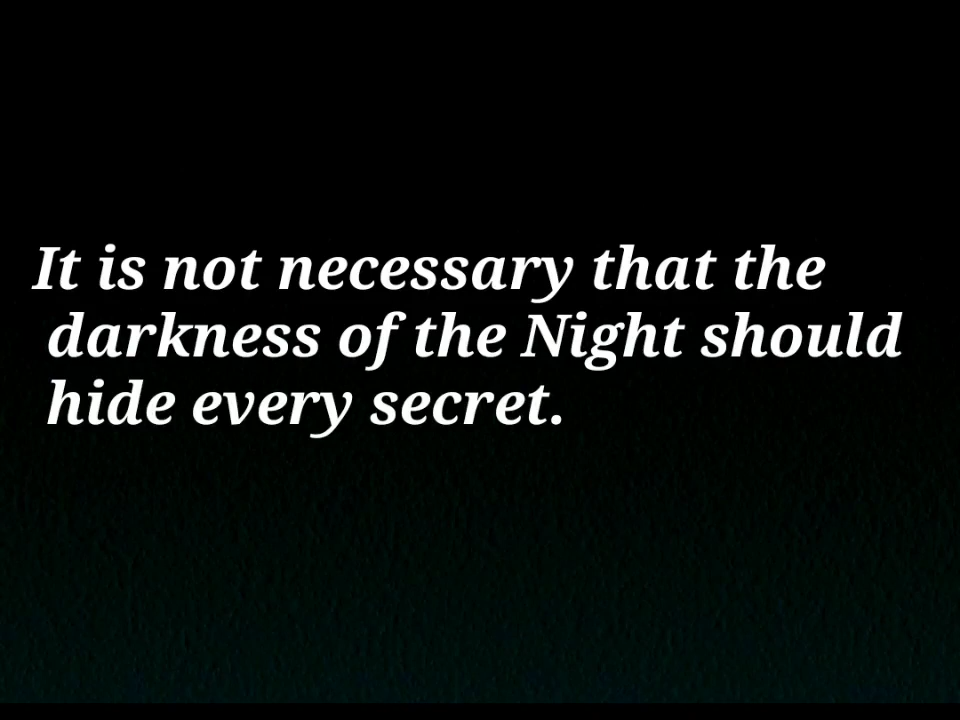 It is not necessary that the
darkness of the Night should
hide every secret.